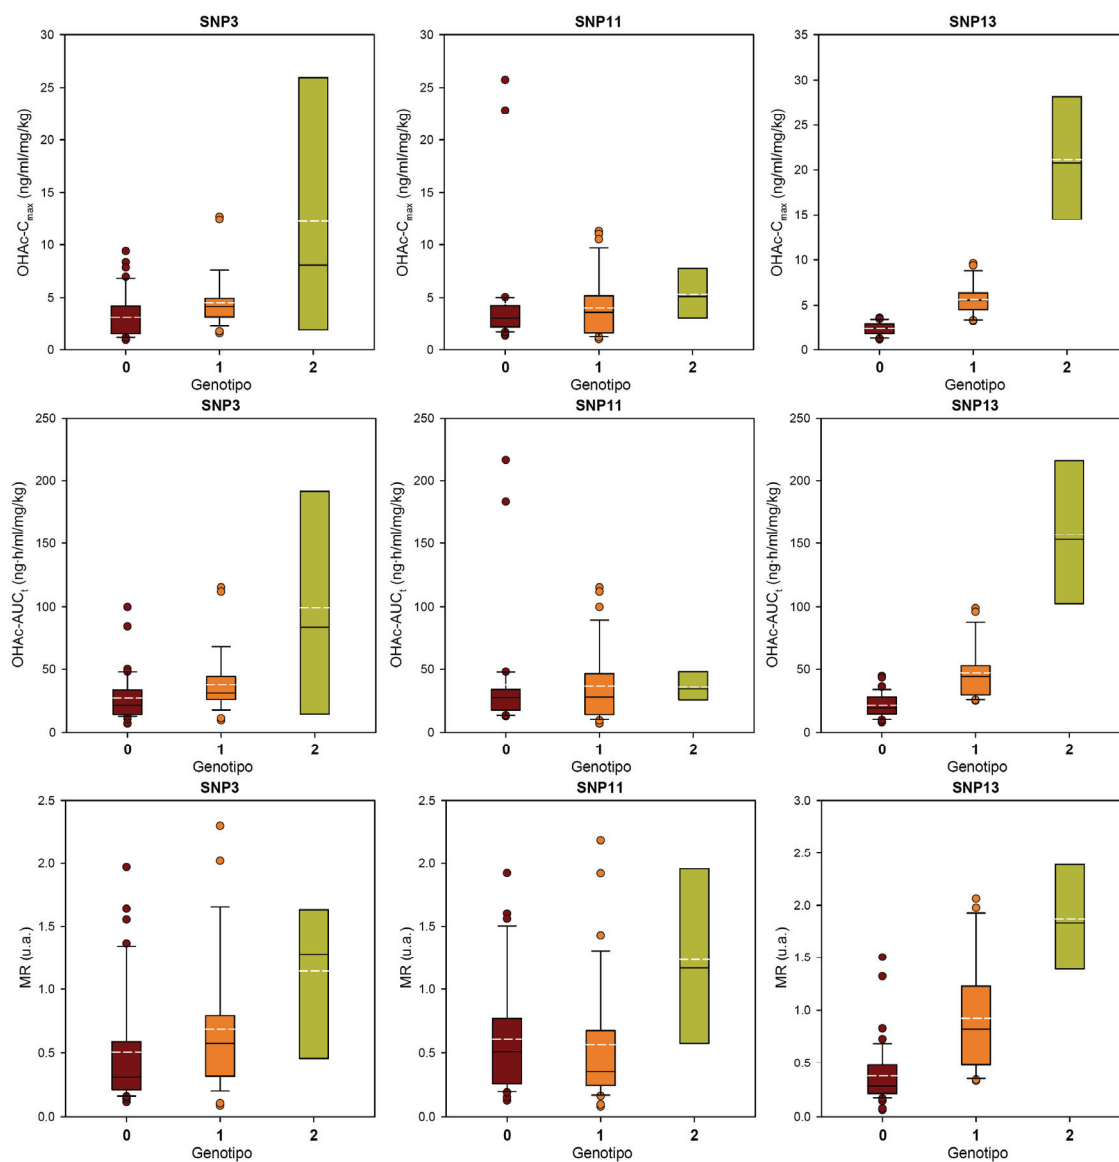 SNP3
SNP11
SNP13
OHAc-Cmax (ng/ml/mg/kg)
30
25
20
15
10
5
0
0 1 2
Genotipo
OHAc-Cmax (ng/ml/mg/kg)
30
25
20
15
10
5
0
0 1 2
Genotipo
OHAc-Cmax (ng/ml/mg/kg)
35
30
25
20
15
10
5
0
0 1 2
Genotipo
SNP3
SNP11
SNP13
OHAc-AUCt (ng·h/ml/mg/kg)
250
200
150
100
50
0
0 1 2
Genotipo
OHAc-AUCt (ng·h/ml/mg/kg)
250
200
150
100
50
0
0 1 2
Genotipo
OHAc-AUCt (ng·h/ml/mg/kg)
250
200
150
100
50
0
0 1 2
Genotipo
SNP3
SNP11
SNP13
MR (u.a.)
2.5
2.0
1.5
1.0
0.5
0.0
0 1 2
Genotipo
MR (u.a.)
2.5
2.0
1.5
1.0
0.5
0.0
0 1 2
Genotipo
MR (u.a.)
3.0
2.5
2.0
1.5
1.0
0.5
0.0
0 1 2
Genotipo